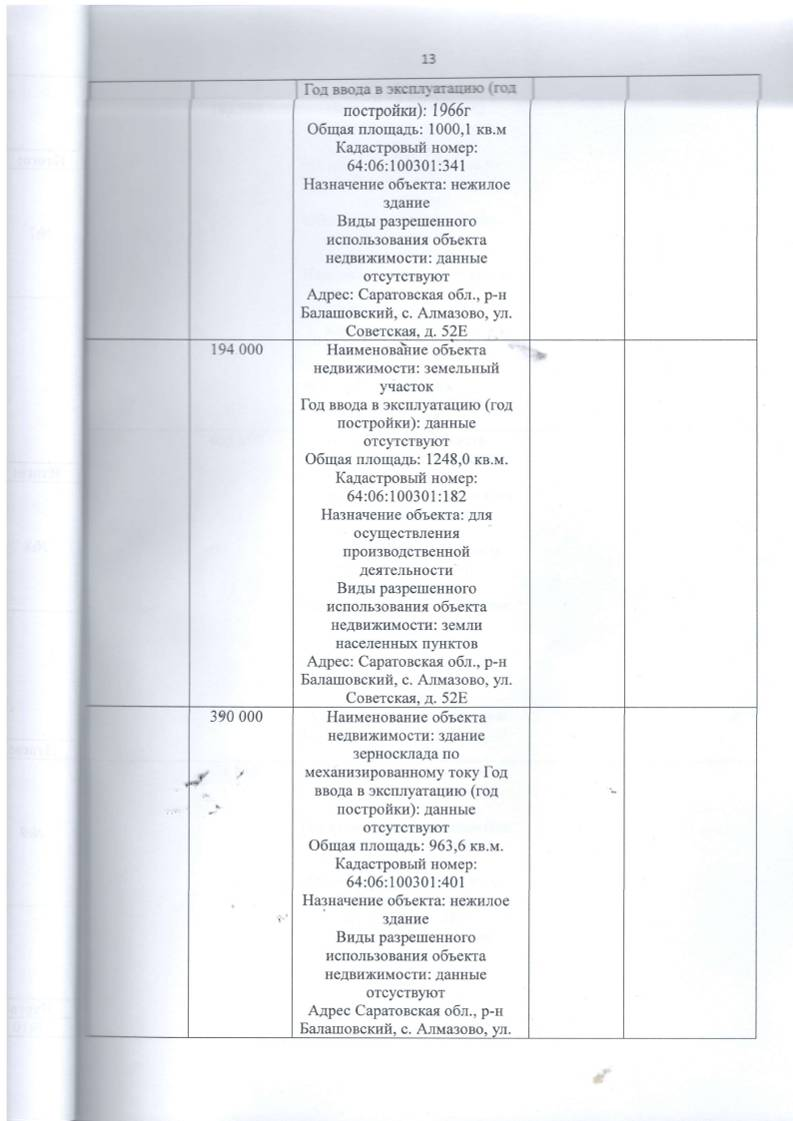 13
Год ввода в эксплуатацию (год
постройки): 1966г
Общая площадь: 1000,1 кв.м
Кадастровый номер:
64:06:100301:341
Назначение объекта: нежилое
здание
Виды разрешенного
использования объекта
недвижимости: данные
отсутствуют
Адрес: Саратовская обл., р-н
Балашовский, с. Алмазово, ул.
Советская, д. 52Е
194 000
Наименование объекта
недвижимости: земельный
участок
Год ввода в эксплуатацию (год
постройки): данные
отсутствуют
Общая площадь: 1248,0 кв.м.
Кадастровый номер:
64:06:100301:182
Назначение объекта: для
осуществления
производственной
деятельности
Виды разрешенного
использования объекта
недвижимости: земли
населенных пунктов
Адрес: Саратовская обл., р-н
Балашовский, с. Алмазово, ул.
Советская, д. 52Е
390 000
Наименование объекта
недвижимости: здание
зерносклада по
механизированному току Год
ввода в эксплуатацию (год
постройки): данные
отсутствуют
Общая площадь: 963,6 кв.м.
Кадастровый номер:
64:06:100301:401
Назначение объекта: нежилое
здание
Виды разрешенного
использования объекта
недвижимости: данные
отсуствуют
Адрес Саратовская обл., р-н
Балашовский, с. Алмазово, ул.